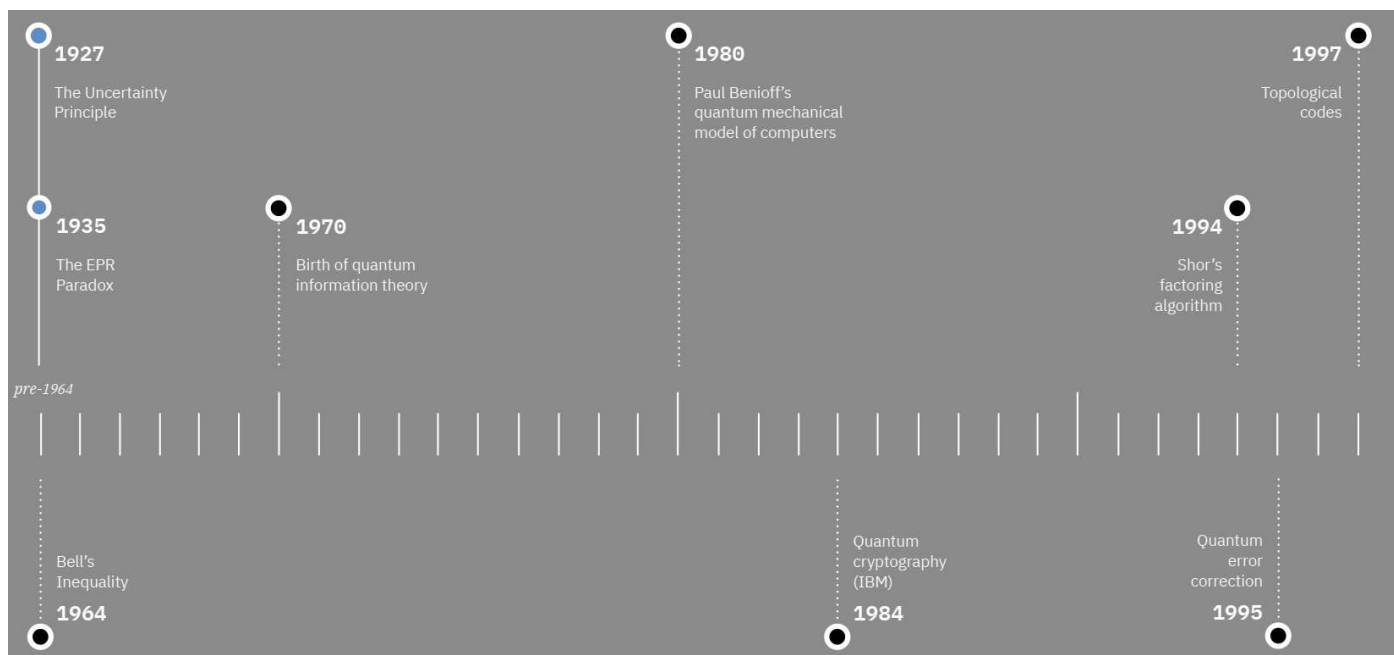 1927
The Uncertainty
Principle
1980
Paul Benioff’s
quantum mechanical
model of computers
1997
Topological
codes
1935
The EPR
Paradox
1970
Birth of quantum
information theory
1994
Shor’s
factoring
algorithm
pre-1964
Bell’s
Inequality
1964
Quantum
cryptography
(IBM)
1984
Quantum
error
correction
1995